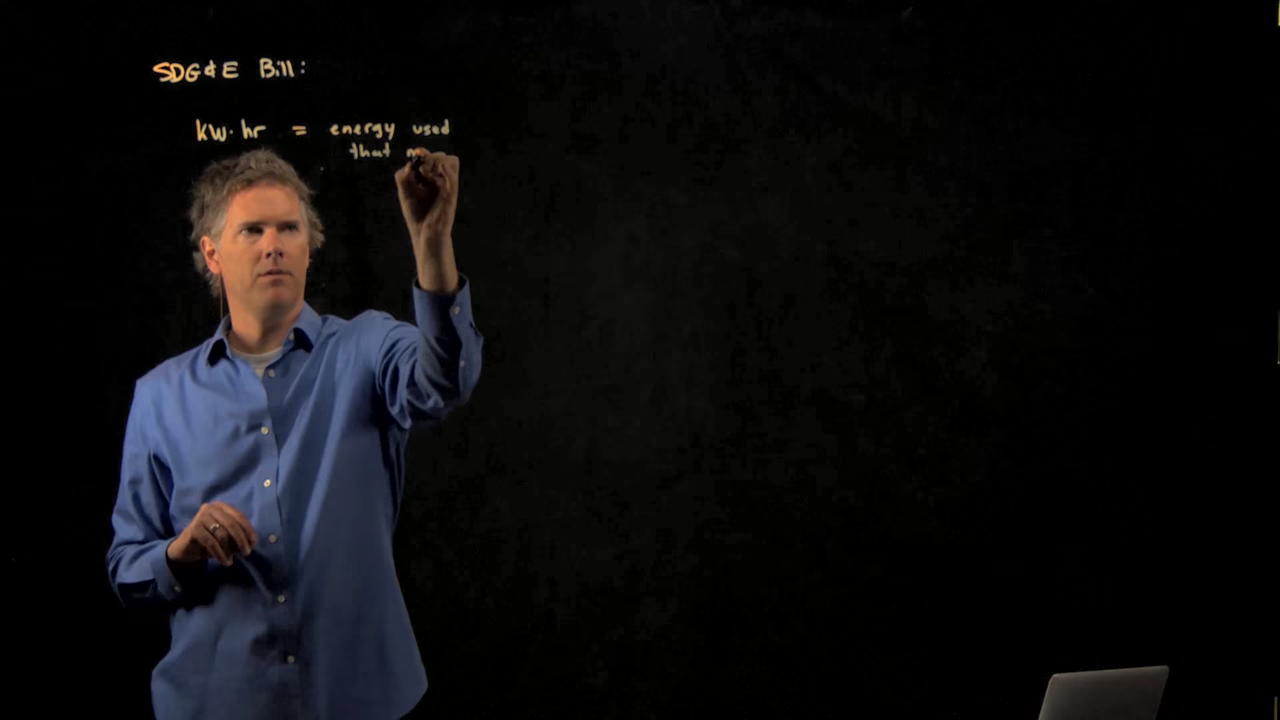 SDG&E Bill:
kW·hr = energy used
that